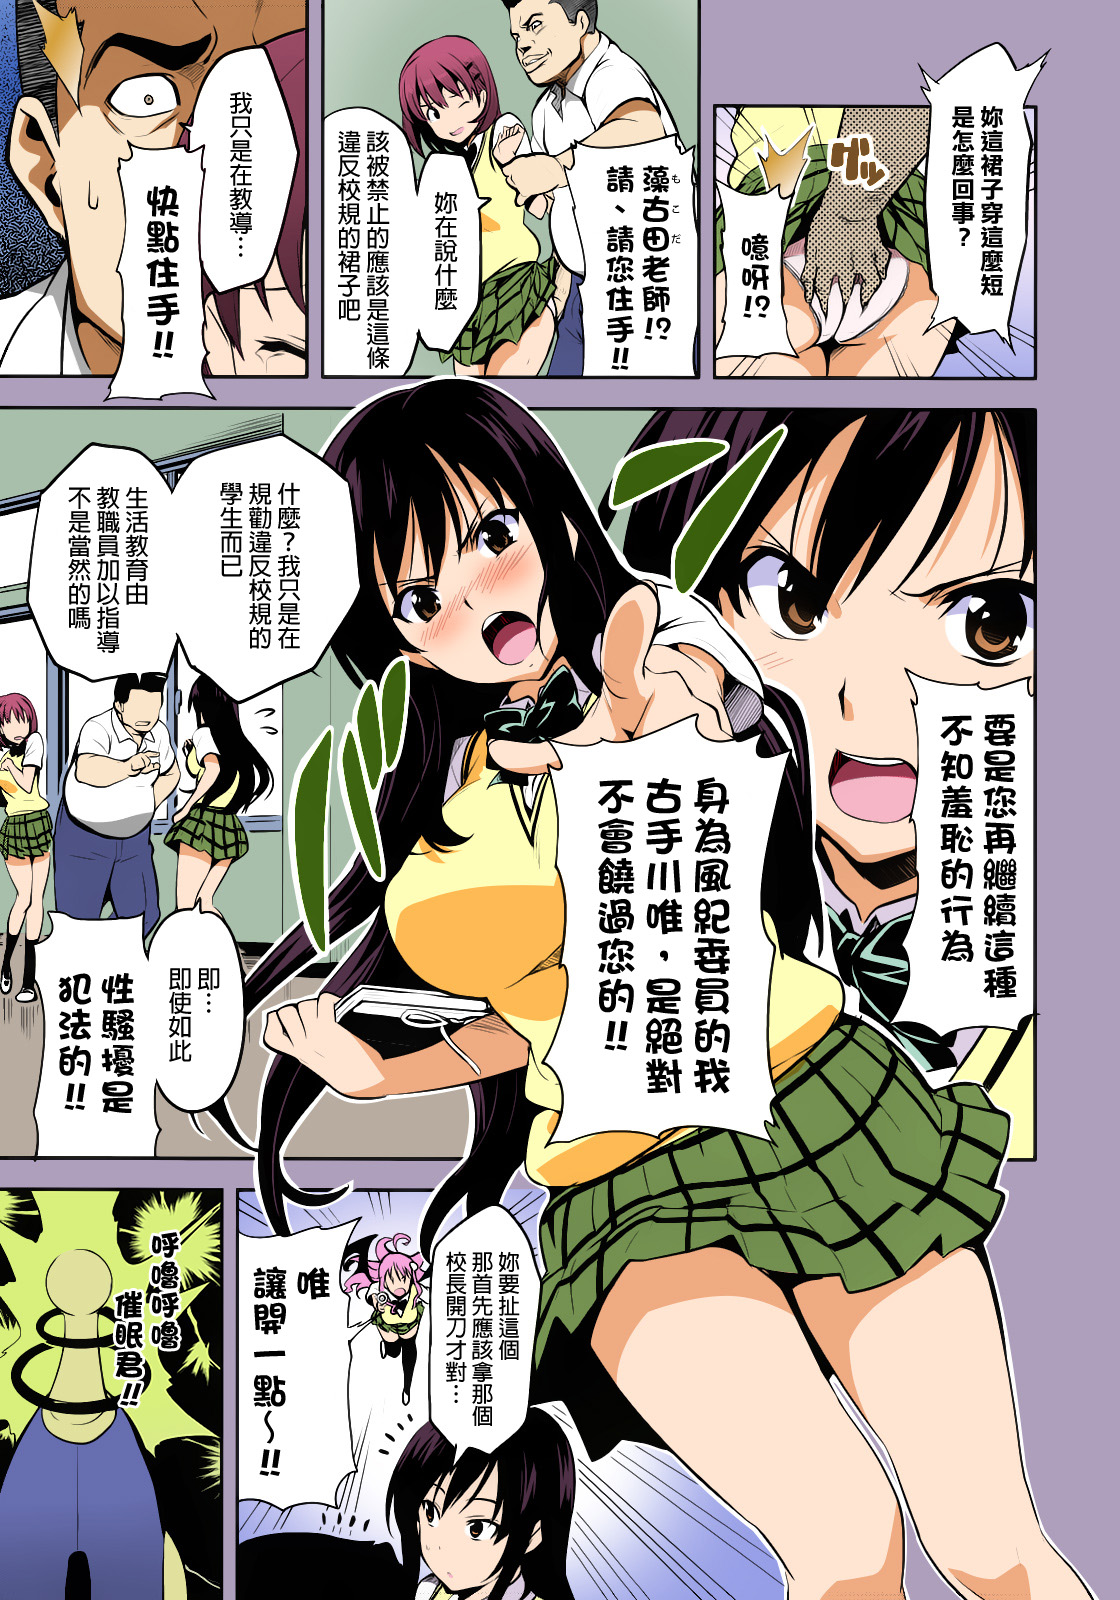 妳這裙子穿這麼短
是怎麼回事?
グッ
噫呀!?
藻古田老師!?
もこだ
請、請您住手!!
妳在說什麼
該被禁止的應該是這條
違反校規的裙子吧
我只是在教導…
快點住手!!
要是您再繼續這種
不知羞恥的行為
身為風紀委員的我
古手川唯，是絕對
不會饒過您的!!
什麼?我只是在
規勸違反校規的
學生而已
生活教育由
教職員加以指導
不是當然的嗎
即…
即使如此
性騷擾是
犯法的!!
妳要扯這個
那首先應該拿那個
校長開刀才對…
唯
讓開一點～!!
呼嚕呼嚕
催眠君!!